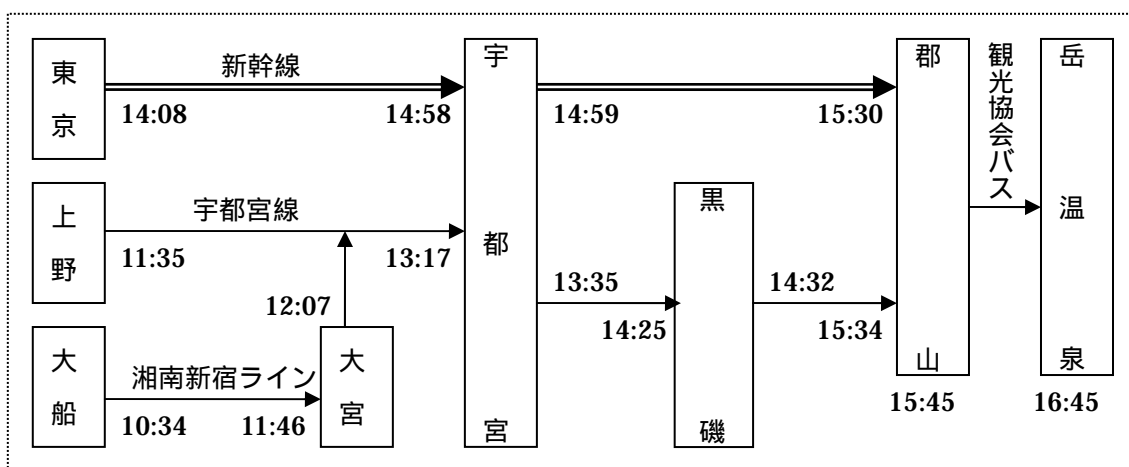 東京
新幹線
14:08 14:58
宇都宮
14:59 15:30
郡山
観光協会バス
岳温泉
上野
宇都宮線
11:35 13:17
12:07
13:35 14:25
黒磯
14:32 15:34
大船
湘南新宿ライン
10:34 11:46
大宮
15:45 16:45